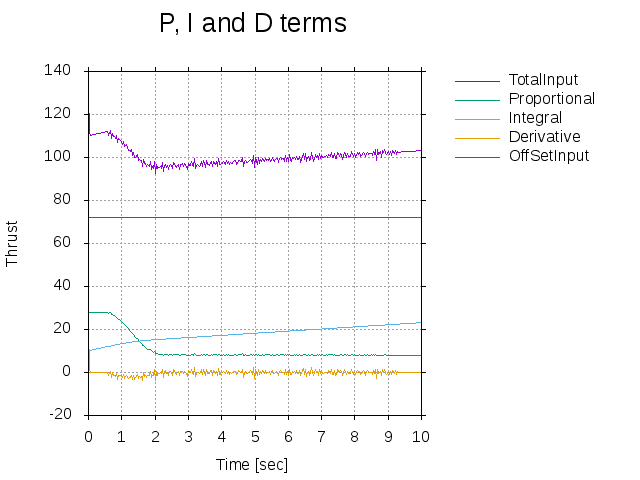 P, I and D terms
140
120
100
80
60
40
20
0
-20
Thrust
0 1 2 3 4 5 6 7 8 9 10
Time [sec]
TotalInput
Proportional
Integral
Derivative
OffSetInput